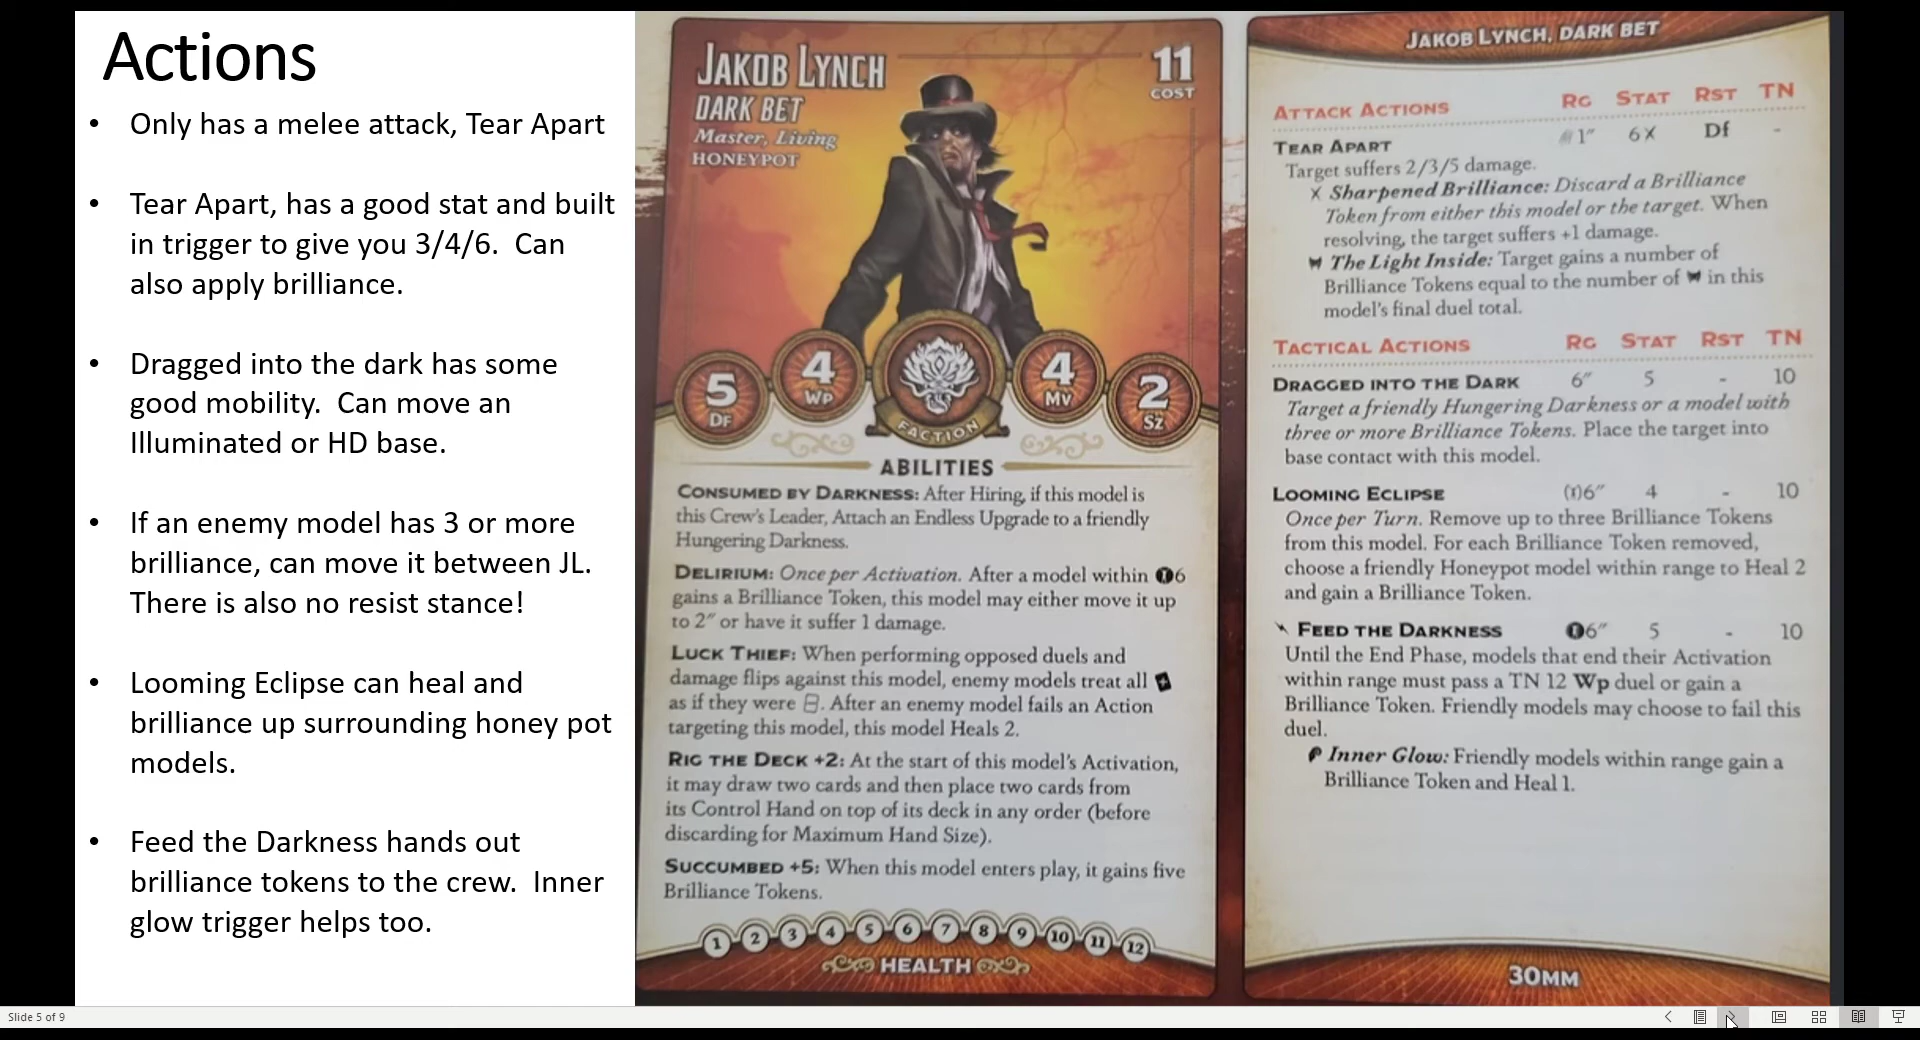 Actions
• Only has a melee attack, Tear Apart
• Tear Apart, has a good stat and built
in trigger to give you 3/4/6.  Can
also apply brilliance.
• Dragged into the dark has some
good mobility.  Can move an
Illuminated or HD base.
• If an enemy model has 3 or more
brilliance, can move it between JL.
There is also no resist stance!
• Looming Eclipse can heal and
brilliance up surrounding honey pot
models.
• Feed the Darkness hands out
brilliance tokens to the crew.  Inner
glow trigger helps too.
JAKOB LYNCH
DARK BET
Master, Living
HONEYPOT
11
COST
5
DF
4
WP
FACTION
4
MV
2
SZ
ABILITIES
CONSUMED BY DARKNESS: After Hiring, if this model is
this Crew's Leader, Attach an Endless Upgrade to a friendly
Hungering Darkness.
DELIRIUM: Once per Activation. After a model within 6
gains a Brilliance Token, this model may either move it up
to 2" or have it suffer 1 damage.
LUCK THIEF: When performing opposed duels and
damage flips against this model, enemy models treat all +
as if they were −. After an enemy model fails an Action
targeting this model, this model Heals 2.
RIG THE DECK +2: At the start of this model's Activation,
it may draw two cards and then place two cards from
its Control Hand on top of its deck in any order (before
discarding for Maximum Hand Size).
SUCCUMBED +5: When this model enters play, it gains five
Brilliance Tokens.
1 2 3 4 5 6 7 8 9 10 11 12
HEALTH
JAKOB LYNCH, DARK BET
ATTACK ACTIONS RG STAT RST TN
TEAR APART 1" 6X Df -
Target suffers 2/3/5 damage.
X Sharpened Brilliance: Discard a Brilliance
Token from either this model or the target. When
resolving, the target suffers +1 damage.
The Light Inside: Target gains a number of
Brilliance Tokens equal to the number of in this
model's final duel total.
TACTICAL ACTIONS RG STAT RST TN
DRAGGED INTO THE DARK 6" 5 - 10
Target a friendly Hungering Darkness or a model with
three or more Brilliance Tokens. Place the target into
base contact with this model.
LOOMING ECLIPSE 6" 4 - 10
Once per Turn. Remove up to three Brilliance Tokens
from this model. For each Brilliance Token removed,
choose a friendly Honeypot model within range to Heal 2
and gain a Brilliance Token.
FEED THE DARKNESS 6" 5 - 10
Until the End Phase, models that end their Activation
within range must pass a TN 12 Wp duel or gain a
Brilliance Token. Friendly models may choose to fail this
duel.
Inner Glow: Friendly models within range gain a
Brilliance Token and Heal 1.
30MM
Slide 5 of 9